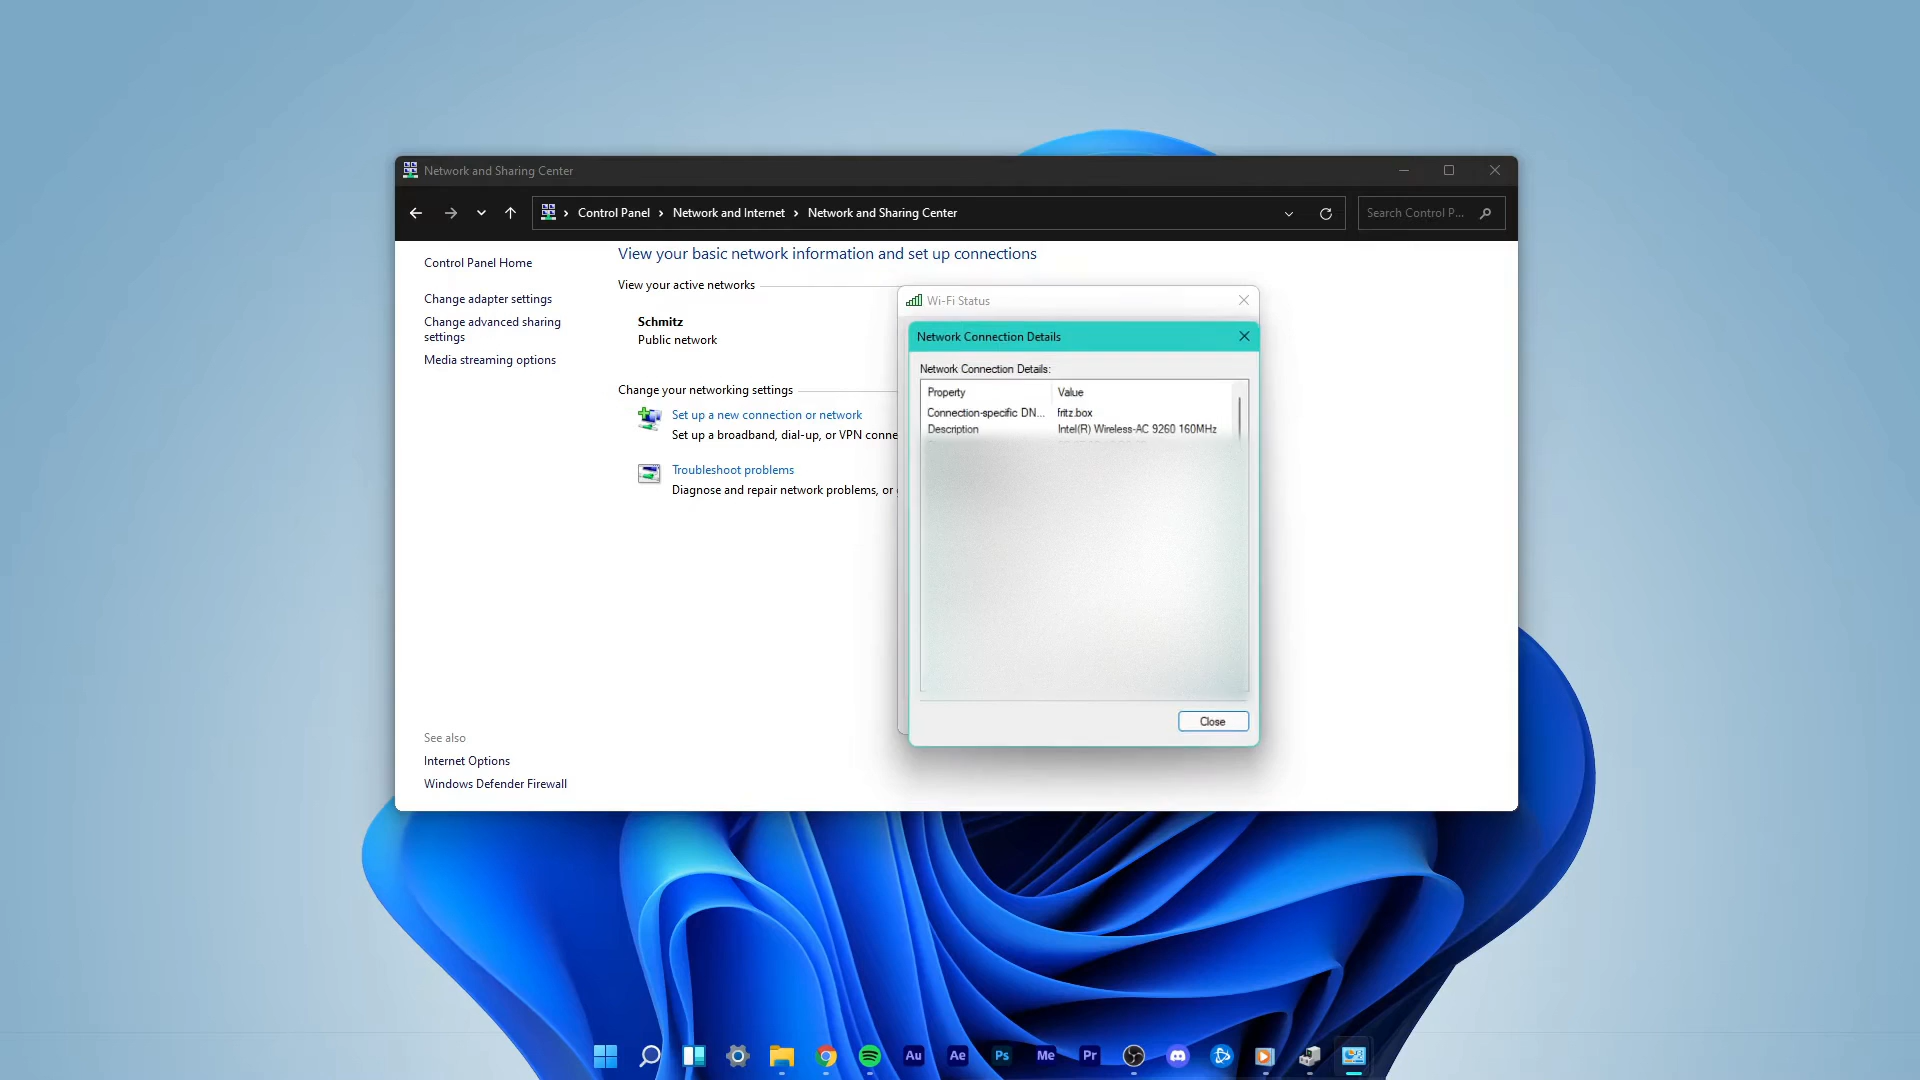 Network and Sharing Center
Control Panel › Network and Internet › Network and Sharing Center
Search Control P...
Control Panel Home
Change adapter settings
Change advanced sharing
settings
Media streaming options
See also
Internet Options
Windows Defender Firewall
View your basic network information and set up connections
View your active networks
Schmitz
Public network
Change your networking settings
Set up a new connection or network
Set up a broadband, dial-up, or VPN conne
Troubleshoot problems
Diagnose and repair network problems, or
Wi-Fi Status
Network Connection Details
Network Connection Details:
Property Value
Connection-specific DN... fritz.box
Description Intel(R) Wireless-AC 9260 160MHz
Close
Au Ae Ps Me Pr